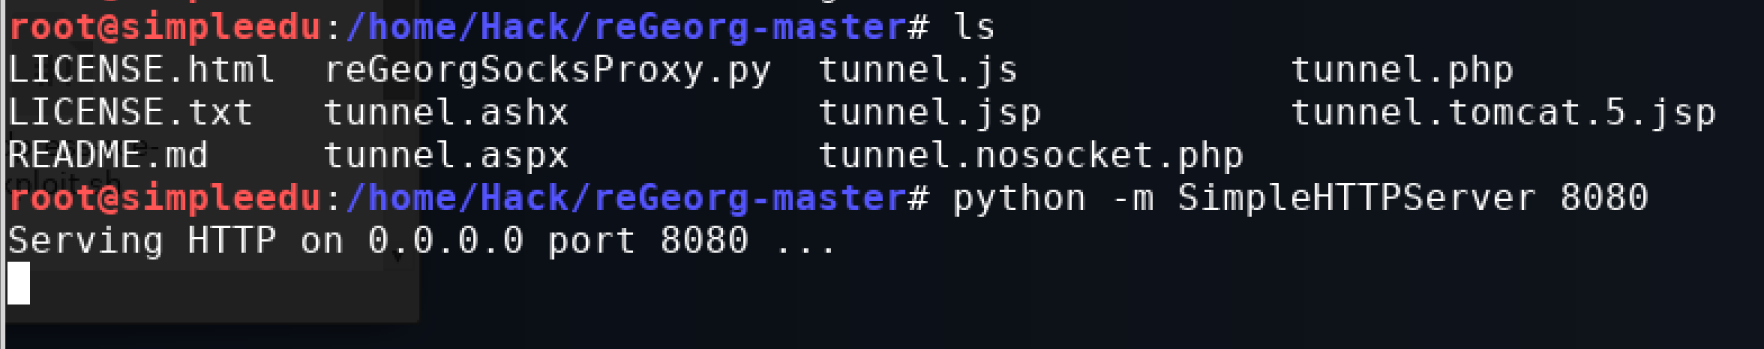 root@simpleedu:/home/Hack/reGeorg-master# ls
LICENSE.html reGeorgSocksProxy.py tunnel.js tunnel.php
LICENSE.txt tunnel.ashx tunnel.jsp tunnel.tomcat.5.jsp
README.md tunnel.aspx tunnel.nosocket.php
xploit.sh
root@simpleedu:/home/Hack/reGeorg-master# python -m SimpleHTTPServer 8080
Serving HTTP on 0.0.0.0 port 8080 ...